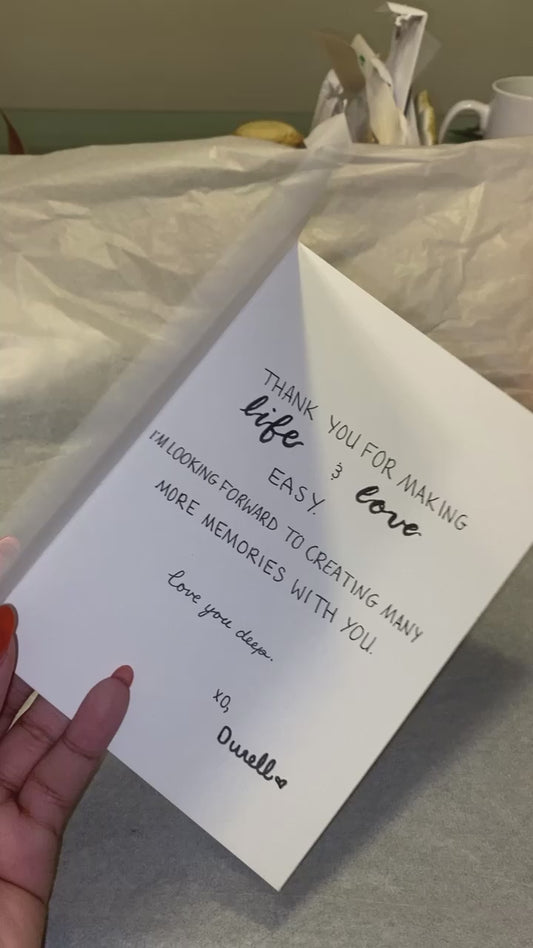 THANK YOU FOR MAKING
life & love
EASY.
I'M LOOKING FORWARD TO CREATING MANY
MORE MEMORIES WITH YOU.
love you deep.
xo,
Durell